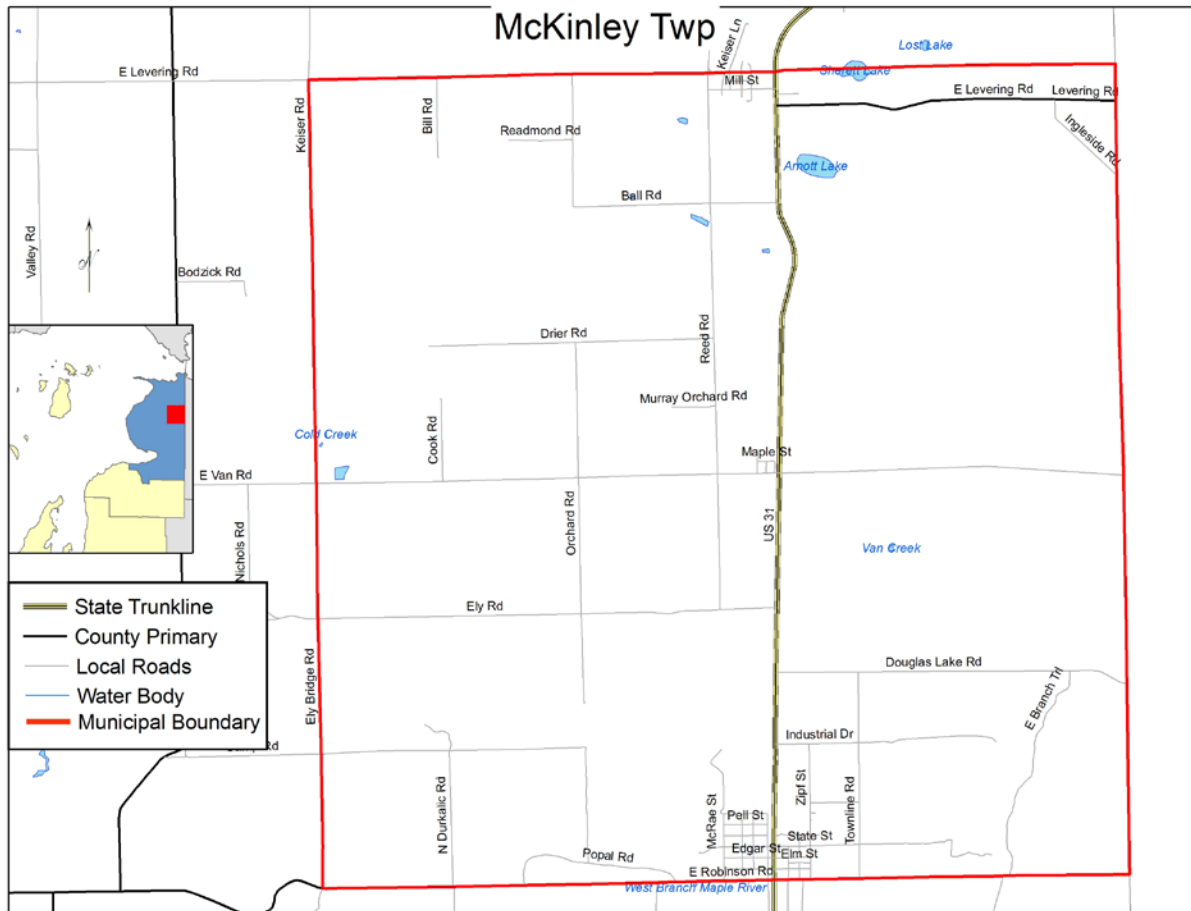 McKinley Twp
Keiser Ln
Lost Lake
E Levering Rd
Sherett Lake
Mill St
E Levering Rd
Levering Rd
Keiser Rd
Bill Rd
Readmond Rd
Ingleside Rd
Arnott Lake
Ball Rd
Valley Rd
N
Bodzick Rd
Drier Rd
Reed Rd
Murray Orchard Rd
Cold Creek
Cook Rd
Maple St
E Van Rd
Orchard Rd
US 31
Nichols Rd
Van Creek
State Trunkline
County Primary
Local Roads
Water Body
Municipal Boundary
Ely Rd
Ely Bridge Rd
Douglas Lake Rd
E Branch Trl
Industrial Dr
Rd
N Durkalic Rd
Zipf St
Townline Rd
McRae St
Pell St
State St
Edgar St
Elm St
Popal Rd
E Robinson Rd
West Branch Maple River